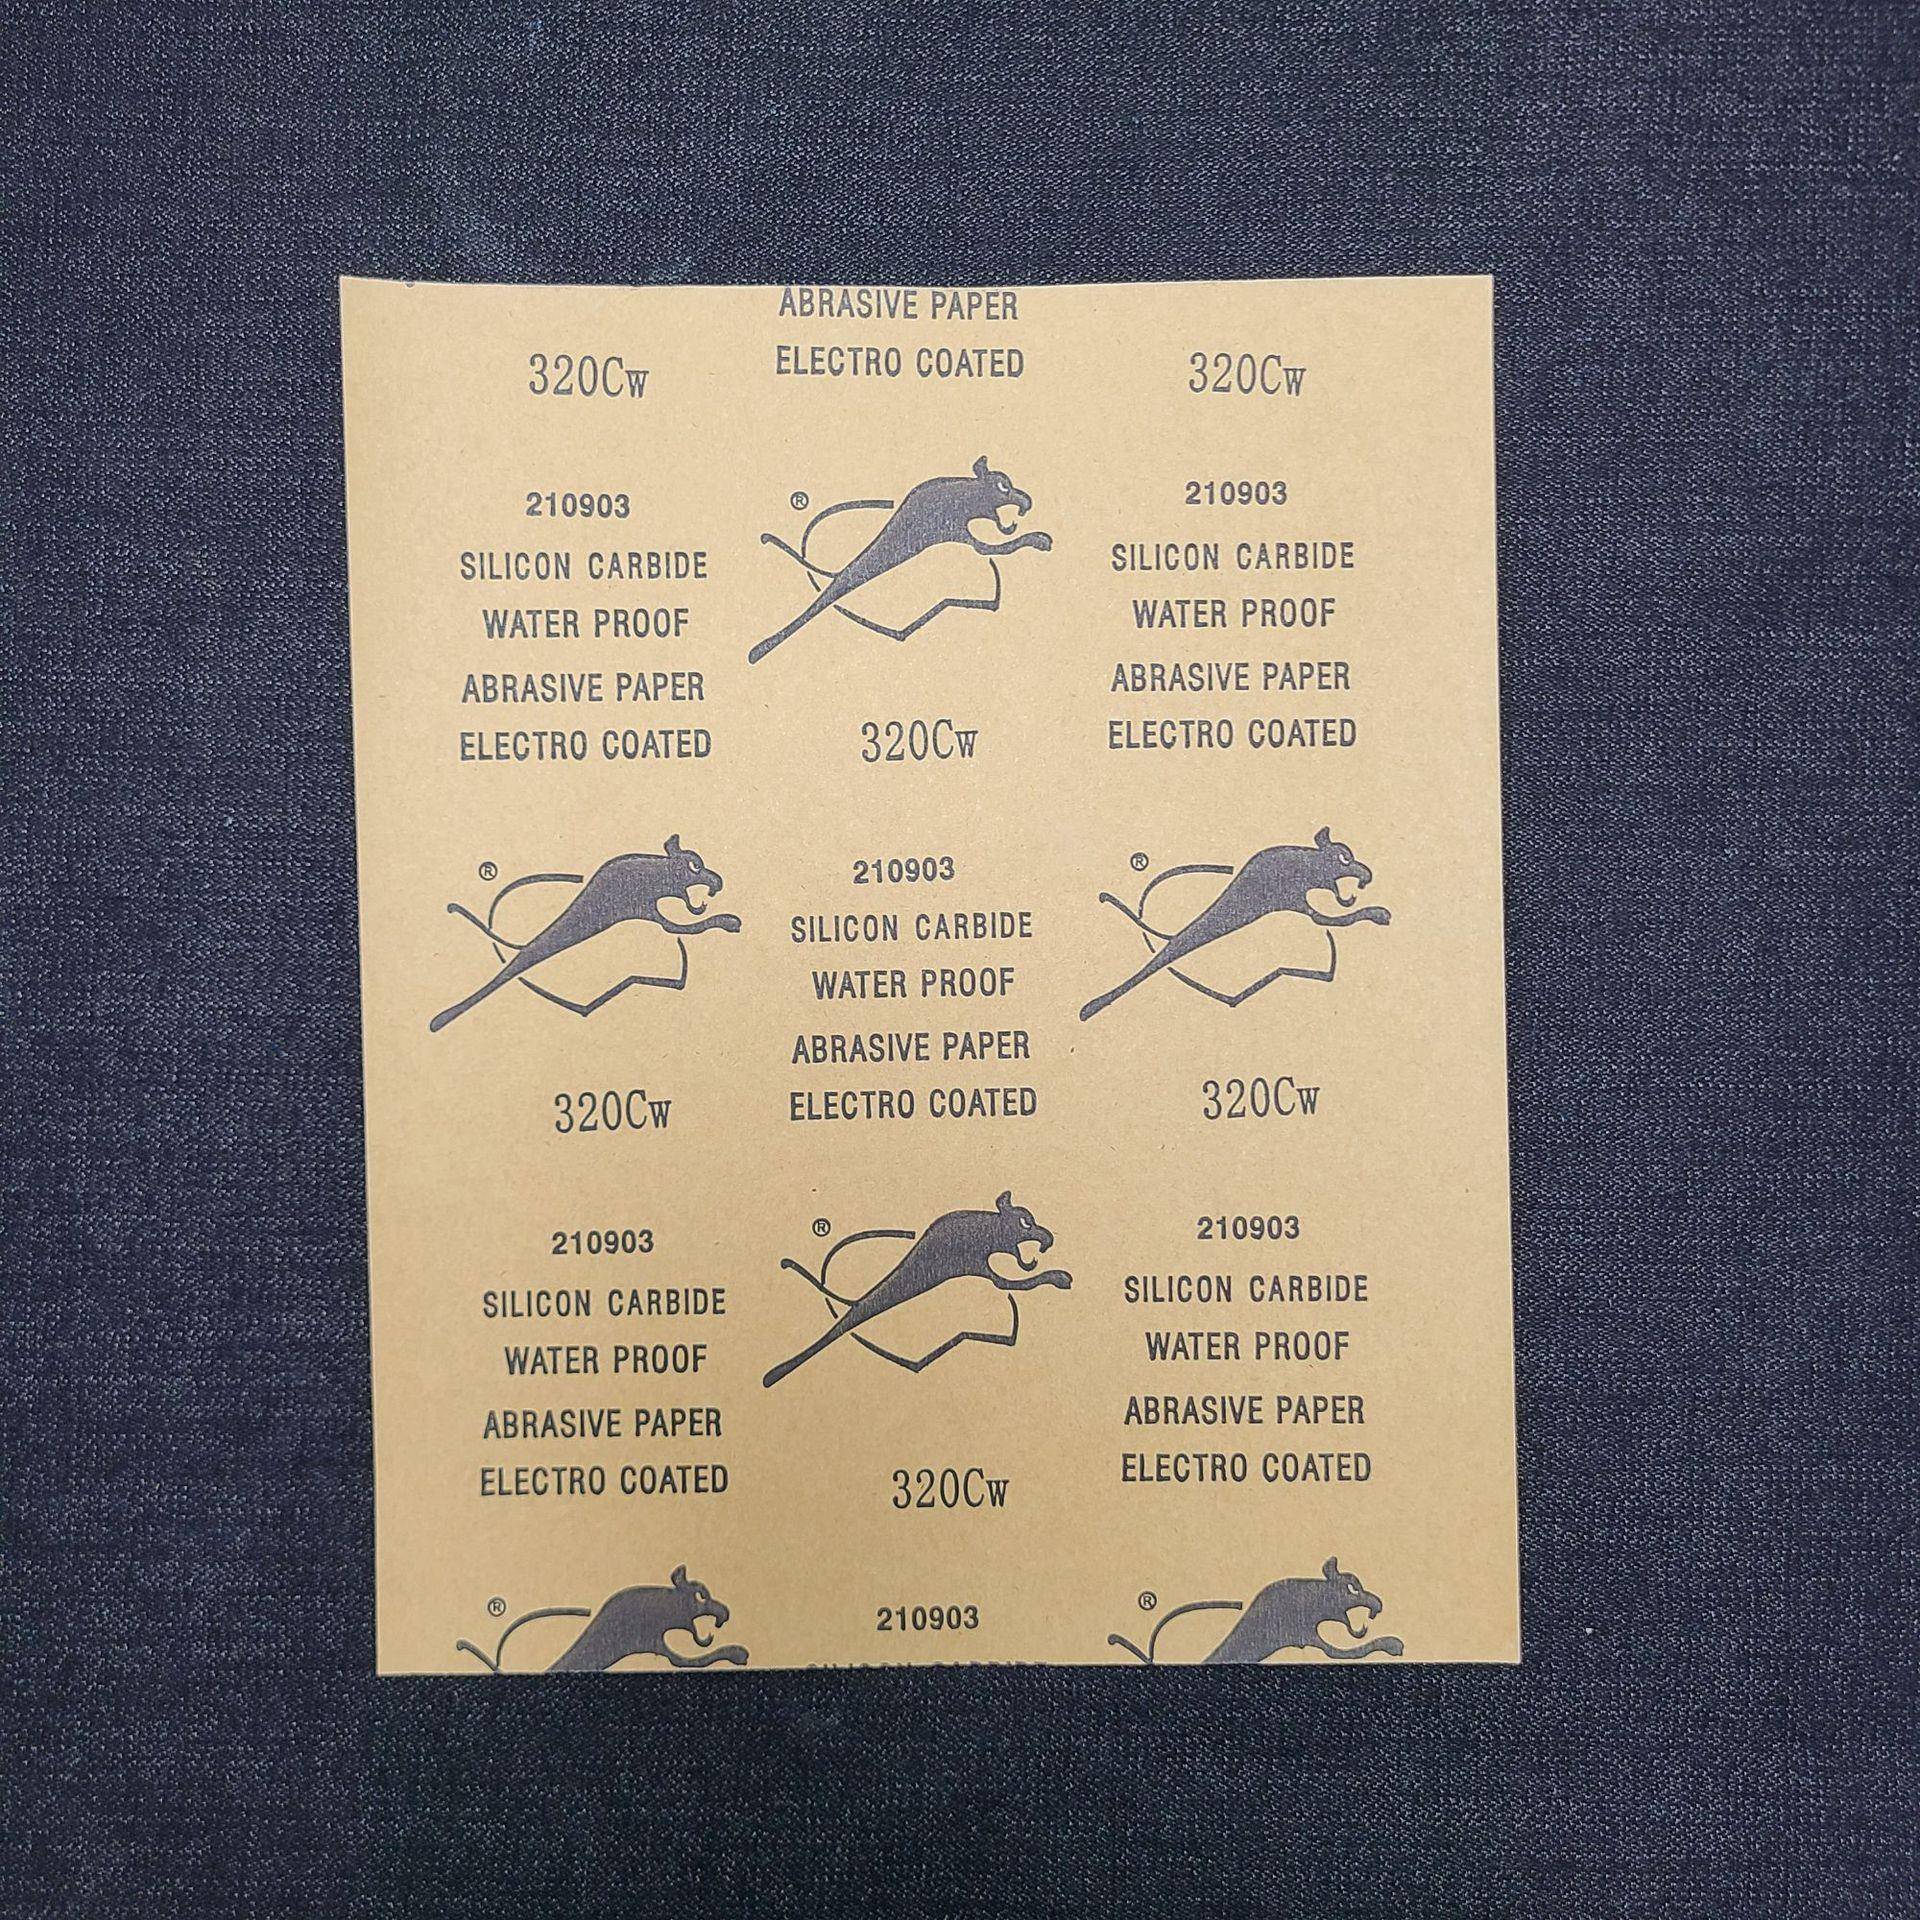 ABRASIVE PAPER
ELECTRO COATED
320Cw
320Cw
210903
SILICON CARBIDE
WATER PROOF
ABRASIVE PAPER
ELECTRO COATED
®
320Cw
210903
SILICON CARBIDE
WATER PROOF
ABRASIVE PAPER
ELECTRO COATED
®
320Cw
210903
SILICON CARBIDE
WATER PROOF
ABRASIVE PAPER
ELECTRO COATED
®
320Cw
210903
SILICON CARBIDE
WATER PROOF
ABRASIVE PAPER
ELECTRO COATED
®
320Cw
210903
SILICON CARBIDE
WATER PROOF
ABRASIVE PAPER
ELECTRO COATED
®
210903
®